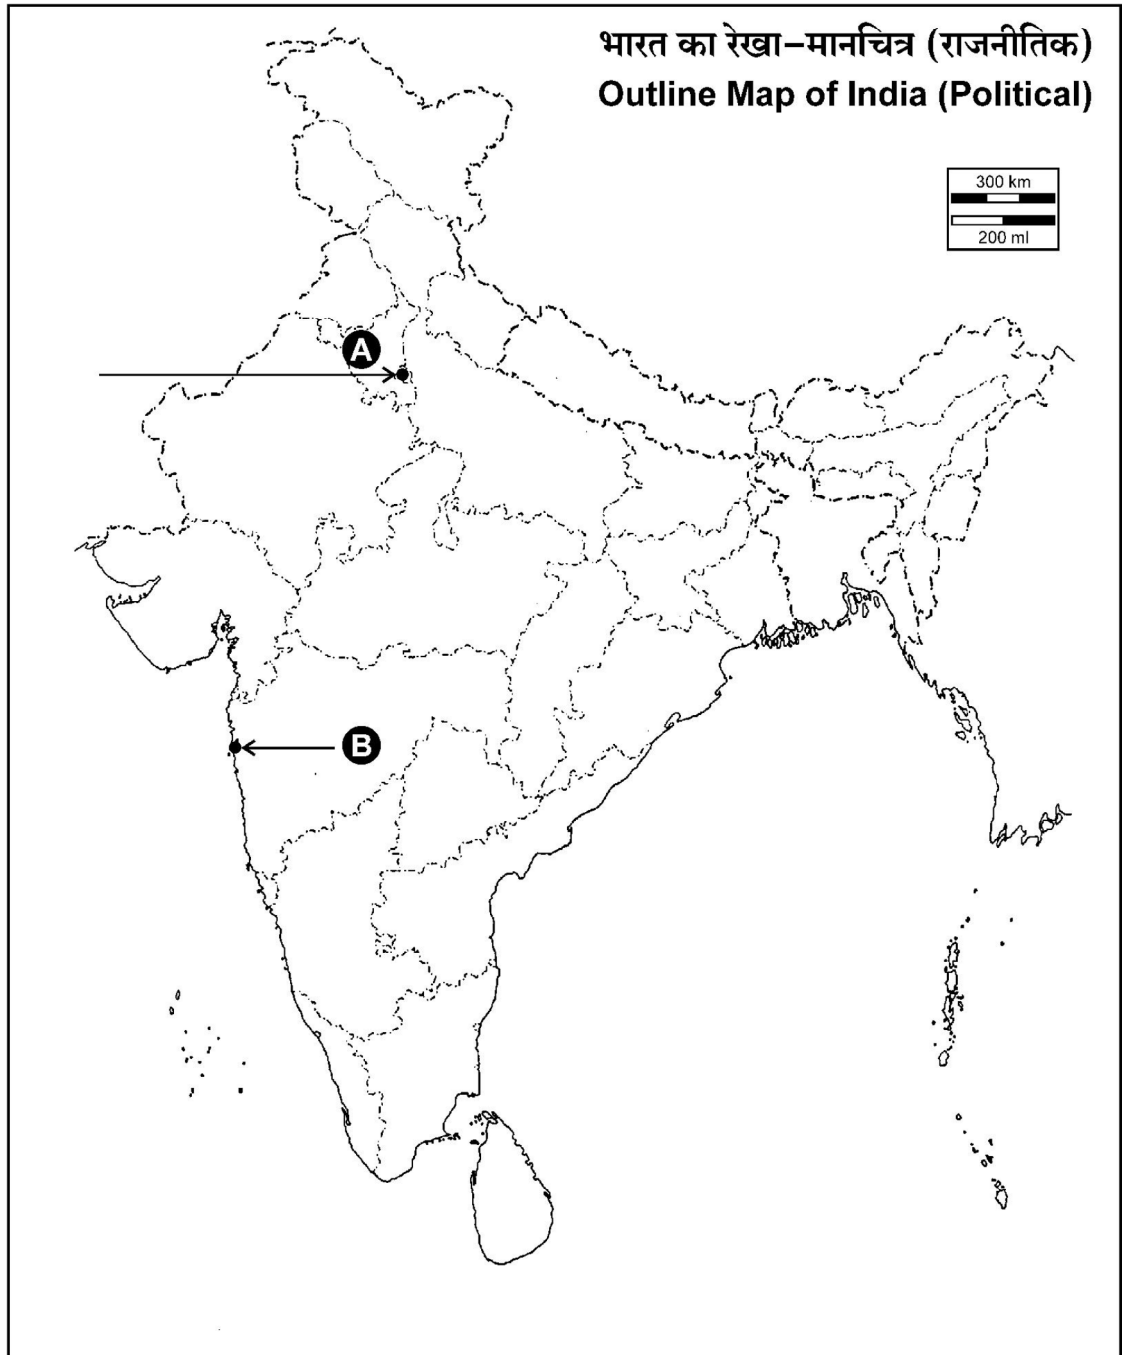 भारत का रेखा-मानचित्र (राजनीतिक)
Outline Map of India (Political)
300 km
200 ml
A
B